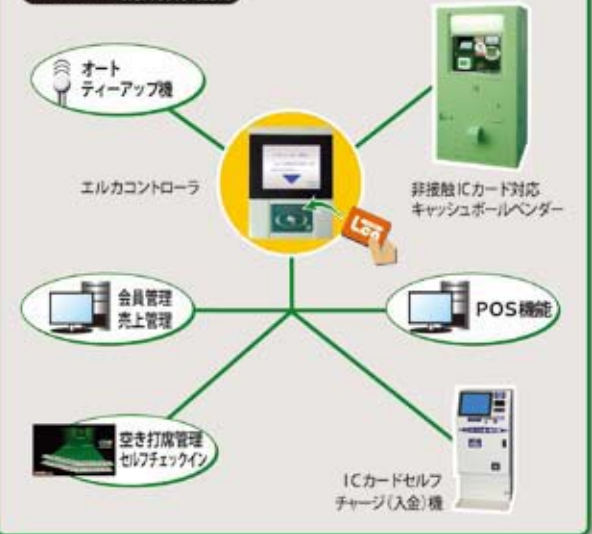 オート
ティーアップ機
エルカコントローラ
非接触ICカード対応
キャッシュボールベンダー
会員管理
売上管理
POS機能
空き打席管理
セルフチェックイン
ICカードセルフ
チャージ(入金)機